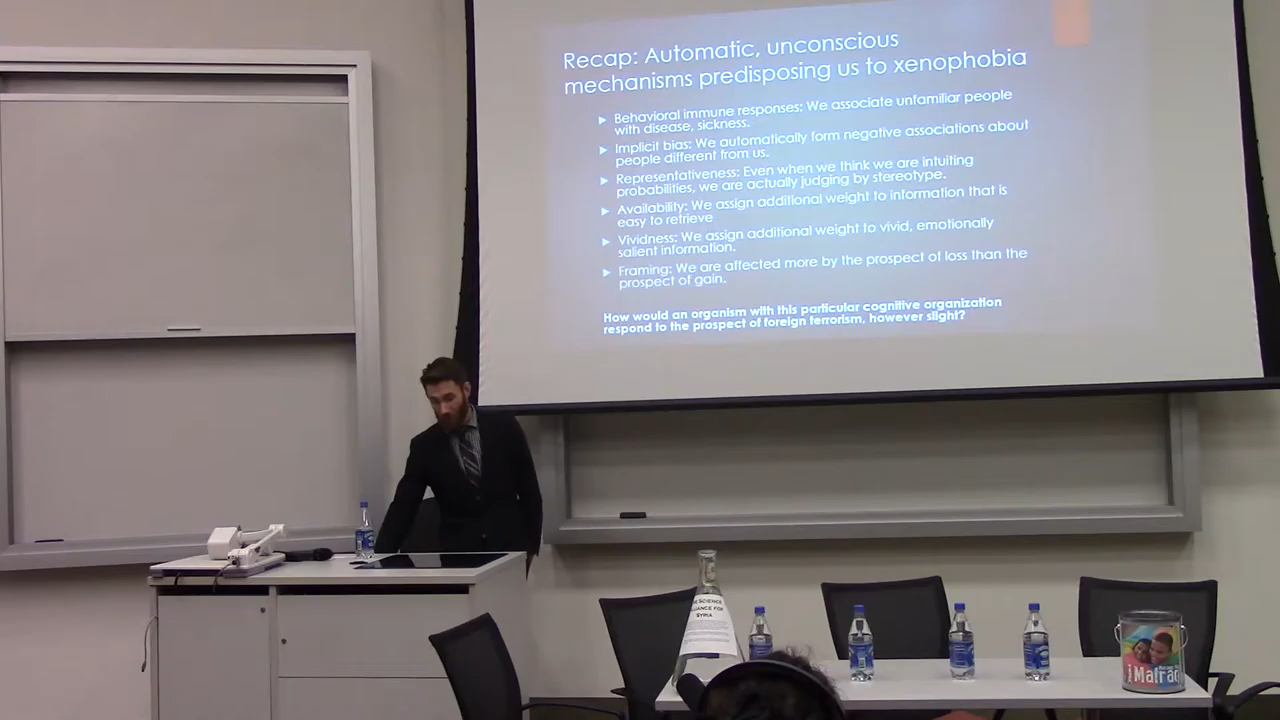 Recap: Automatic, unconscious
mechanisms predisposing us to xenophobia
Behavioral immune responses: We associate unfamiliar people
with disease, sickness.
Implicit bias: We automatically form negative associations about
people different from us.
Representativeness: Even when we think we are intuiting
probabilities, we are actually judging by stereotype.
Availability: We assign additional weight to information that is
easy to retrieve
Vividness: We assign additional weight to vivid, emotionally
salient information.
Framing: We are affected more by the prospect of loss than the
prospect of gain.
How would an organism with this particular cognitive organization
respond to the prospect of foreign terrorism, however slight?
SCIENCE
FOR
SYRIA